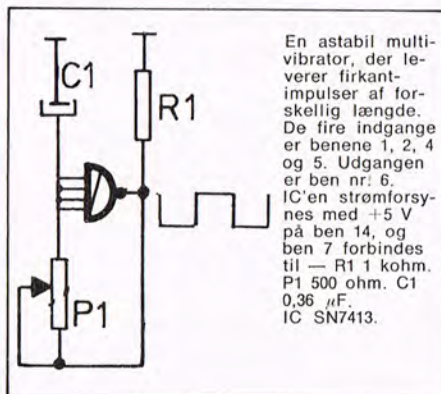 C1
R1
P1
En astabil multi-
vibrator, der le-
verer firkant-
impulser af for-
skellig længde.
De fire indgange
er benene 1, 2, 4
og 5. Udgangen
er ben nr: 6.
IC'en strømforsy-
nes med +5 V
på ben 14, og
ben 7 forbindes
til — R1 1 kohm.
P1 500 ohm. C1
0,36 µF.
IC SN7413.